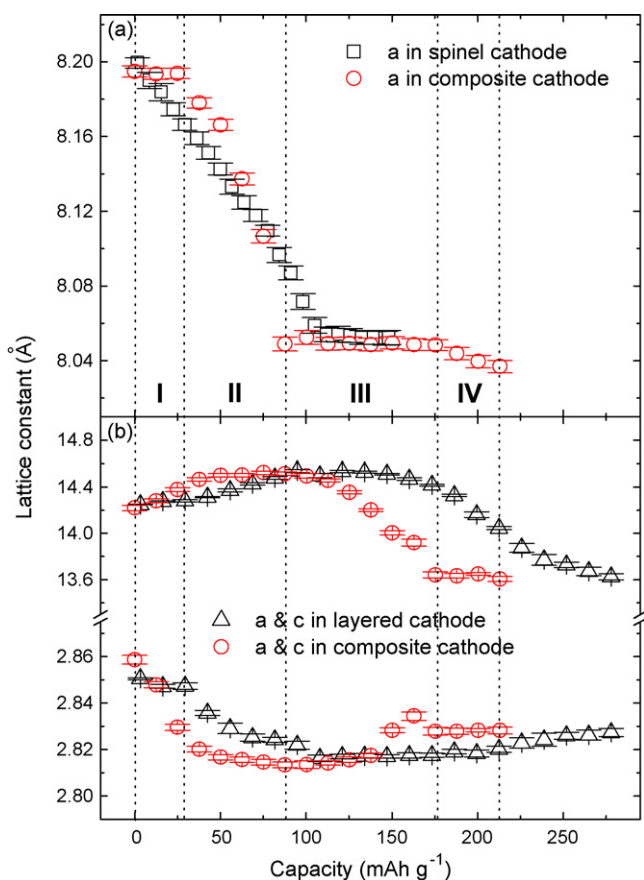 (a)
a in spinel cathode
a in composite cathode
8.20
8.16
8.12
8.08
8.04
I II III IV
Lattice constant (Å)
(b)
14.8
14.4
14.0
13.6
a & c in layered cathode
a & c in composite cathode
2.86
2.84
2.82
2.80
0 50 100 150 200 250
Capacity (mAh g⁻¹)